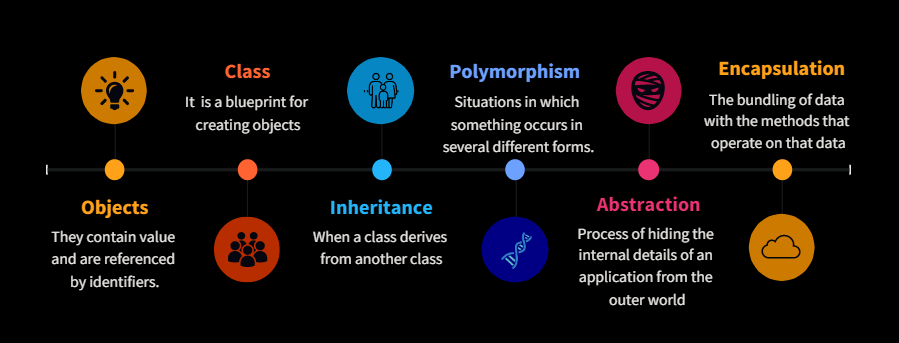 Objects
They contain value
and are referenced
by identifiers.
Class
It is a blueprint for
creating objects
Inheritance
When a class derives
from another class
Polymorphism
Situations in which
something occurs in
several different forms.
Abstraction
Process of hiding the
internal details of an
application from the
outer world
Encapsulation
The bundling of data
with the methods that
operate on that data